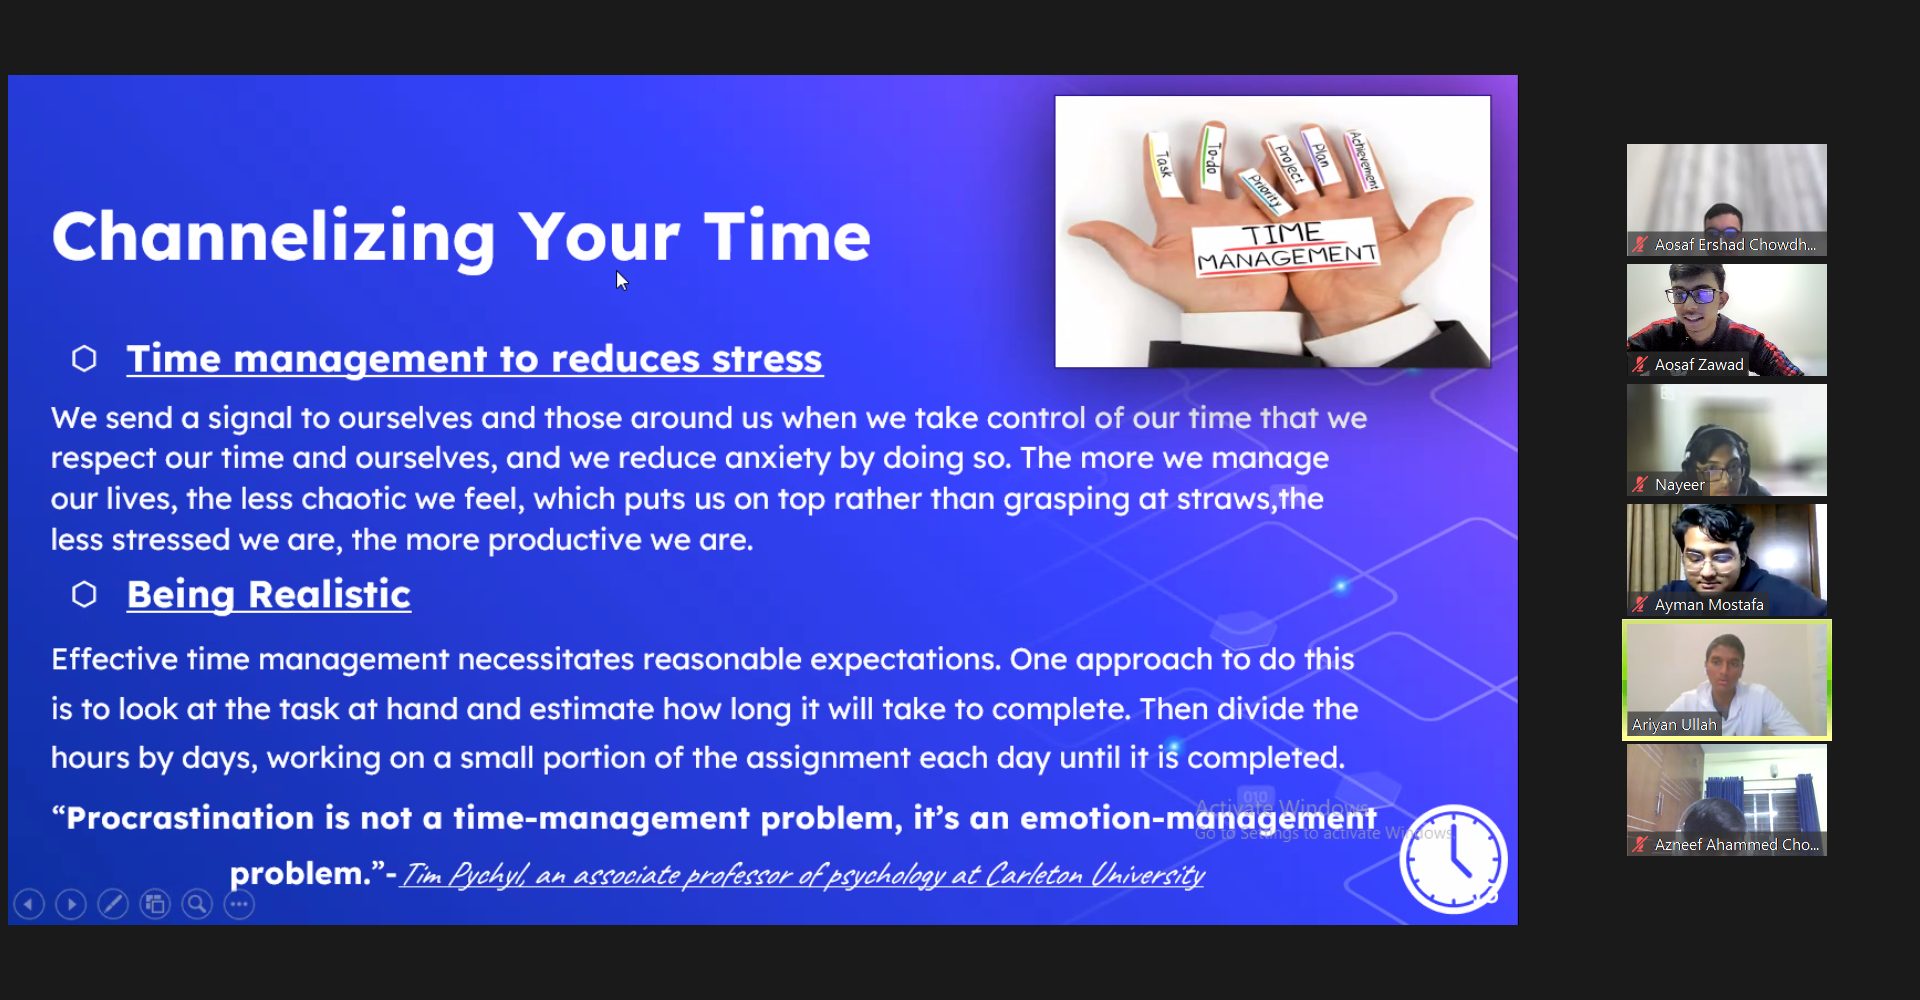 Task
To-do
Priority
Project
Plan
Achievement
TIME
MANAGEMENT
Channelizing Your Time
Time management to reduces stress
We send a signal to ourselves and those around us when we take control of our time that we
respect our time and ourselves, and we reduce anxiety by doing so. The more we manage
our lives, the less chaotic we feel, which puts us on top rather than grasping at straws,the
less stressed we are, the more productive we are.
Being Realistic
Effective time management necessitates reasonable expectations. One approach to do this
is to look at the task at hand and estimate how long it will take to complete. Then divide the
hours by days, working on a small portion of the assignment each day until it is completed.
“Procrastination is not a time-management problem, it’s an emotion-management
problem.”- Tim Pychyl, an associate professor of psychology at Carleton University
010
Activate Windows
Go to Settings to activate Windows.
Aosaf Ershad Chowdh...
Aosaf Zawad
Nayeer
Ayman Mostafa
Ariyan Ullah
Azneef Ahammed Cho...